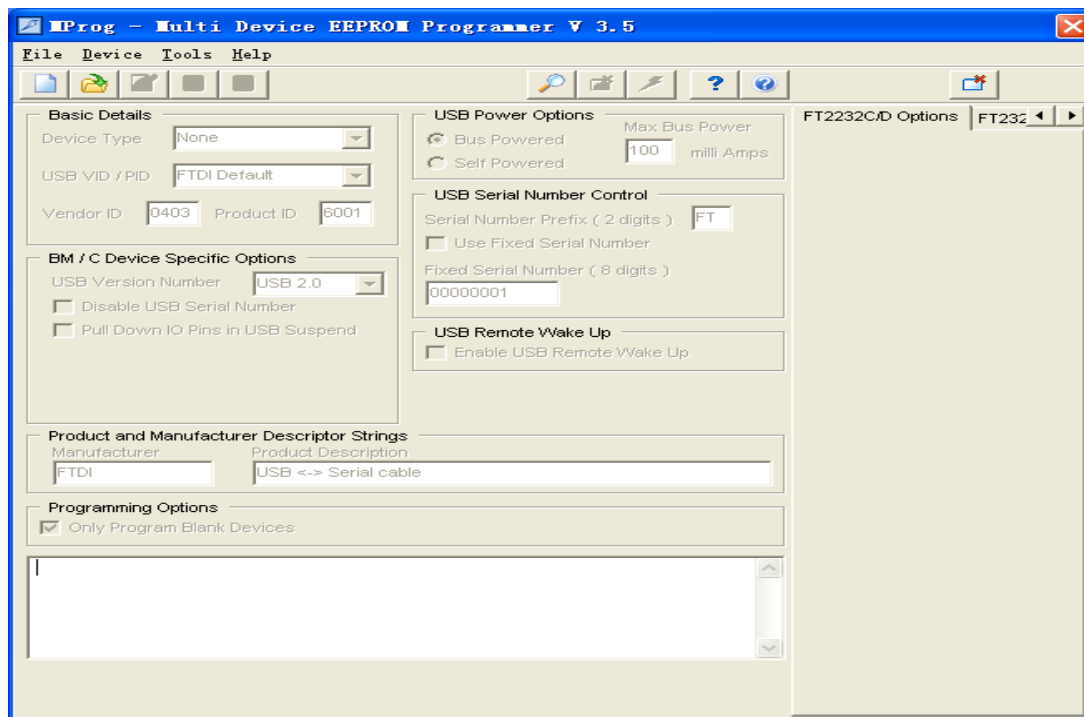 MProg - Multi Device EEPROM Programmer V 3.5
File Device Tools Help
Basic Details
Device Type None
USB VID / PID FTDI Default
Vendor ID 0403 Product ID 6001
BM / C Device Specific Options
USB Version Number USB 2.0
Disable USB Serial Number
Pull Down IO Pins in USB Suspend
USB Power Options
Bus Powered
Self Powered
Max Bus Power
100 milli Amps
USB Serial Number Control
Serial Number Prefix ( 2 digits ) FT
Use Fixed Serial Number
Fixed Serial Number ( 8 digits )
00000001
USB Remote Wake Up
Enable USB Remote Wake Up
Product and Manufacturer Descriptor Strings
Manufacturer Product Description
FTDI USB <-> Serial cable
Programming Options
Only Program Blank Devices
FT2232C/D Options FT232